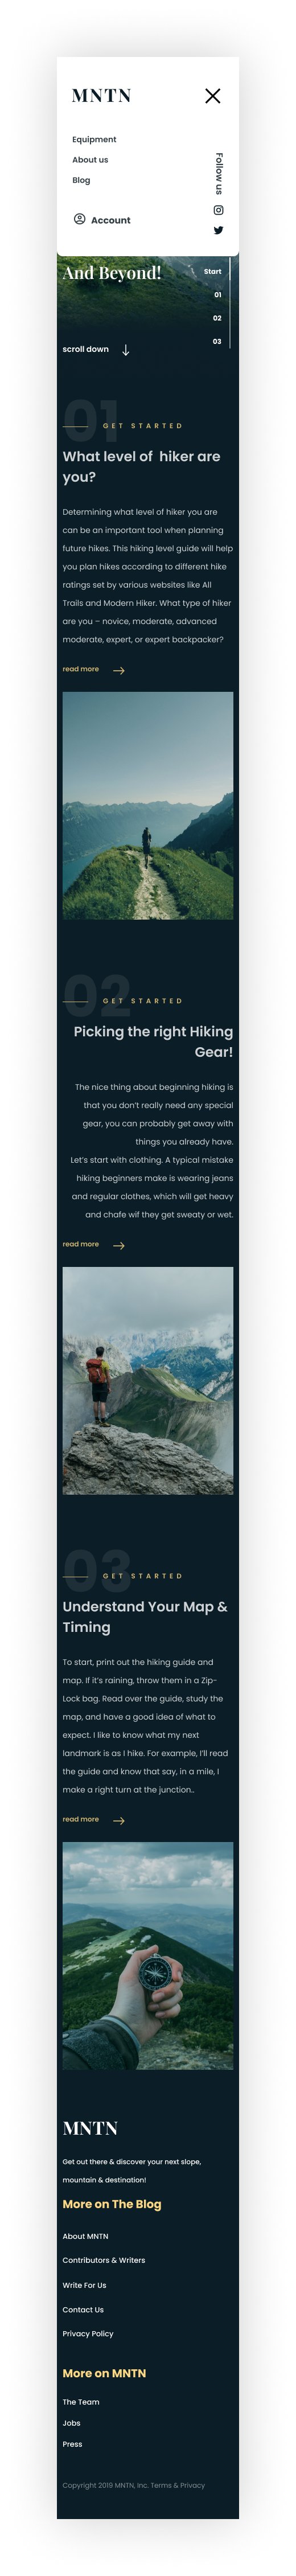 MNTN
Equipment
About us
Blog
Account
Follow us
And Beyond!
Start
01
02
03
scroll down
01
GET STARTED
What level of hiker are
you?
Determining what level of hiker you are
can be an important tool when planning
future hikes. This hiking level guide will help
you plan hikes according to different hike
ratings set by various websites like All
Trails and Modern Hiker. What type of hiker
are you – novice, moderate, advanced
moderate, expert, or expert backpacker?
read more
02
GET STARTED
Picking the right Hiking
Gear!
The nice thing about beginning hiking is
that you don't really need any special
gear, you can probably get away with
things you already have.
Let's start with clothing. A typical mistake
hiking beginners make is wearing jeans
and regular clothes, which will get heavy
and chafe wif they get sweaty or wet.
read more
03
GET STARTED
Understand Your Map &
Timing
To start, print out the hiking guide and
map. If it's raining, throw them in a Zip-
Lock bag. Read over the guide, study the
map, and have a good idea of what to
expect. I like to know what my next
landmark is as I hike. For example, I'll read
the guide and know that say, in a mile, I
make a right turn at the junction..
read more
MNTN
Get out there & discover your next slope,
mountain & destination!
More on The Blog
About MNTN
Contributors & Writers
Write For Us
Contact Us
Privacy Policy
More on MNTN
The Team
Jobs
Press
Copyright 2019 MNTN, Inc. Terms & Privacy